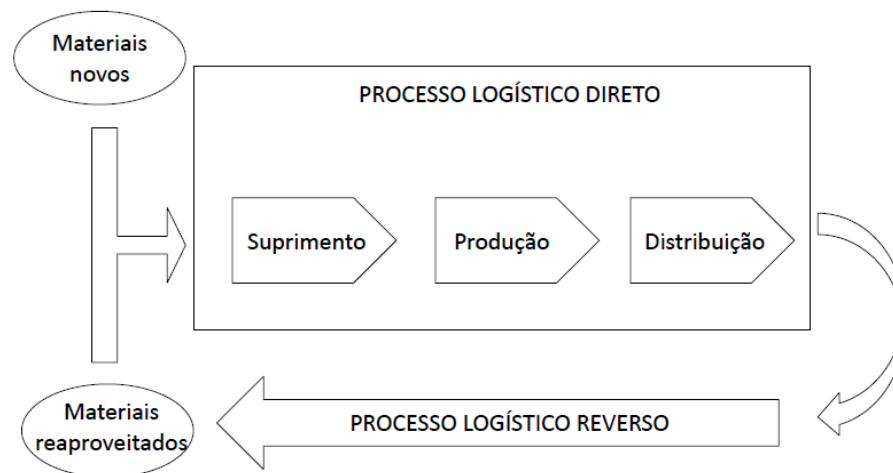 Materiais
novos
PROCESSO LOGÍSTICO DIRETO
Suprimento
Produção
Distribuição
Materiais
reaproveitados
PROCESSO LOGÍSTICO REVERSO